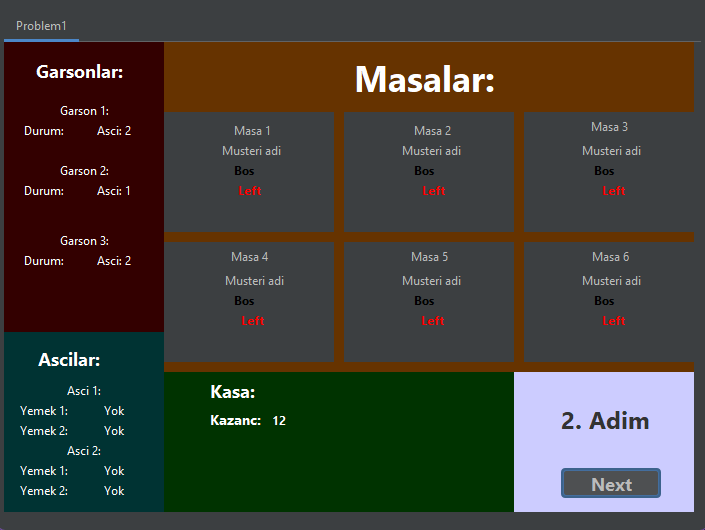 Problem1
Garsonlar:
Garson 1:
Durum: Asci: 2
Garson 2:
Durum: Asci: 1
Garson 3:
Durum: Asci: 2
Masalar:
Masa 1
Musteri adi
Bos
Left
Masa 2
Musteri adi
Bos
Left
Masa 3
Musteri adi
Bos
Left
Masa 4
Musteri adi
Bos
Left
Masa 5
Musteri adi
Bos
Left
Masa 6
Musteri adi
Bos
Left
Ascilar:
Asci 1:
Yemek 1: Yok
Yemek 2: Yok
Asci 2:
Yemek 1: Yok
Yemek 2: Yok
Kasa:
Kazanc: 12
2. Adim
Next